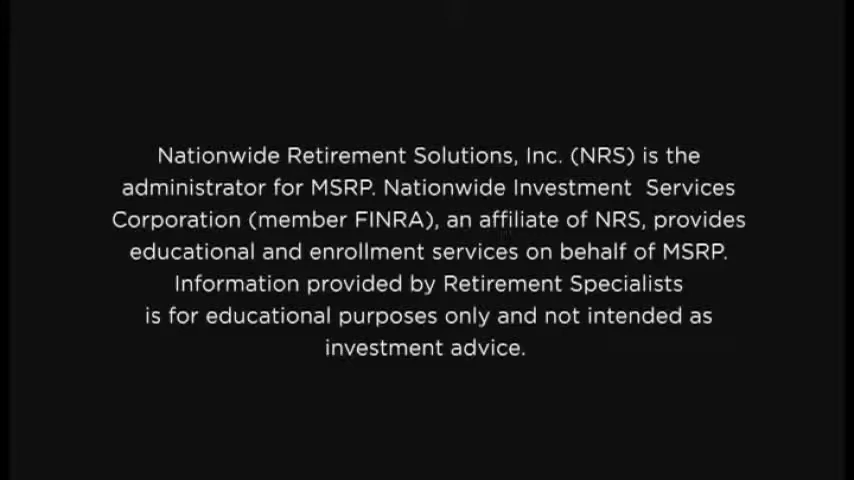 Nationwide Retirement Solutions, Inc. (NRS) is the
administrator for MSRP. Nationwide Investment  Services
Corporation (member FINRA), an affiliate of NRS, provides
educational and enrollment services on behalf of MSRP.
Information provided by Retirement Specialists
is for educational purposes only and not intended as
investment advice.